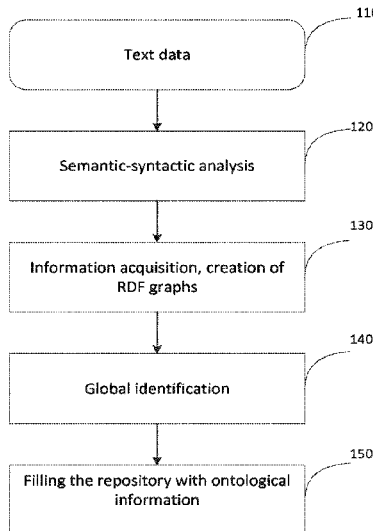 110
Text data
120
Semantic-syntactic analysis
130
Information acquisition, creation of
RDF graphs
140
Global identification
150
Filling the repository with ontological
information